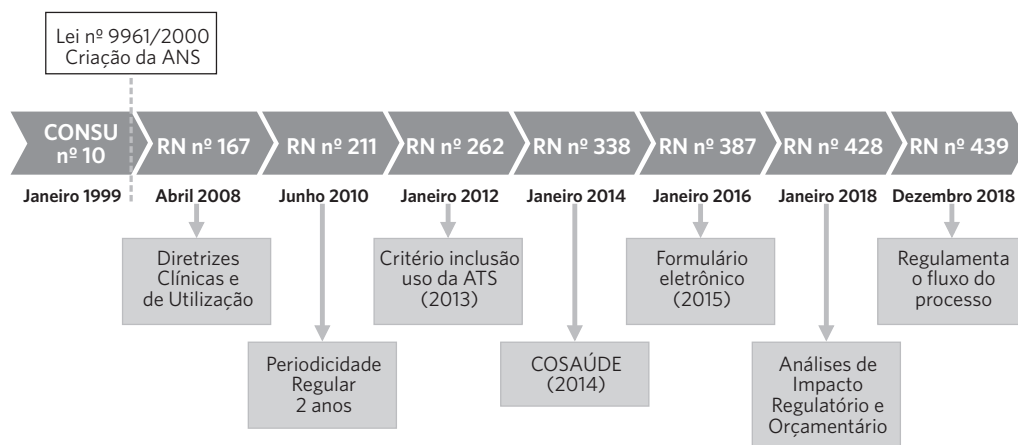 Lei nº 9961/2000
Criação da ANS
CONSU
nº 10
RN nº 167
RN nº 211
RN nº 262
RN nº 338
RN nº 387
RN nº 428
RN nº 439
Janeiro 1999
Abril 2008
Junho 2010
Janeiro 2012
Janeiro 2014
Janeiro 2016
Janeiro 2018
Dezembro 2018
Diretrizes
Clínicas e
de Utilização
Critério inclusão
uso da ATS
(2013)
Formulário
eletrônico
(2015)
Regulamenta
o fluxo do
processo
Periodicidade
Regular
2 anos
COSAÚDE
(2014)
Análises de
Impacto
Regulatório e
Orçamentário